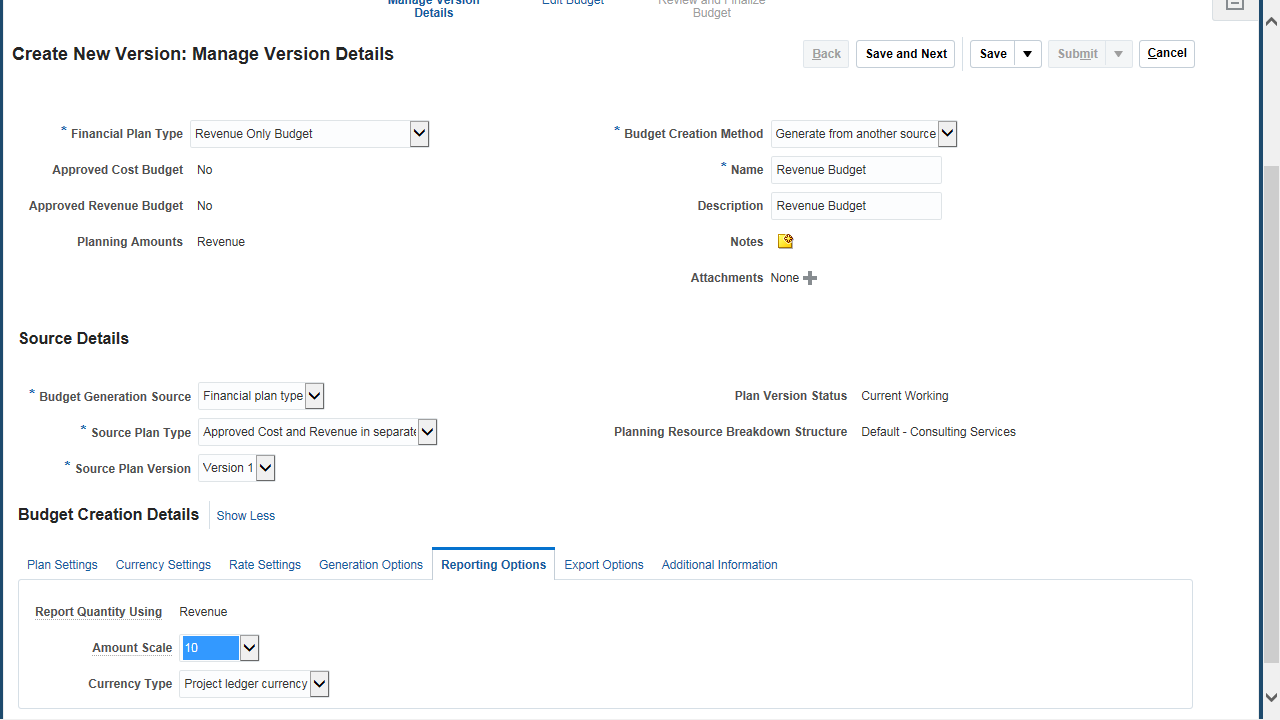 Manage Version
Details
Edit Budget
Review and Finalize
Budget
Create New Version: Manage Version Details
Back
Save and Next
Save
Submit
Cancel
* Financial Plan Type Revenue Only Budget
Approved Cost Budget No
Approved Revenue Budget No
Planning Amounts Revenue
* Budget Creation Method Generate from another source
* Name Revenue Budget
Description Revenue Budget
Notes
Attachments None
Source Details
* Budget Generation Source Financial plan type
* Source Plan Type Approved Cost and Revenue in separate
* Source Plan Version Version 1
Plan Version Status Current Working
Planning Resource Breakdown Structure Default - Consulting Services
Budget Creation Details Show Less
Plan Settings Currency Settings Rate Settings Generation Options Reporting Options Export Options Additional Information
Report Quantity Using Revenue
Amount Scale 10
Currency Type Project ledger currency